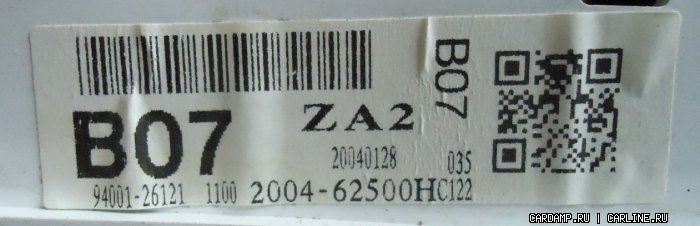 ZA2
B07
B07
20040128 035
94001-26121 1100 2004-62500HC122
CARDAMP.RU | CARLINE.RU